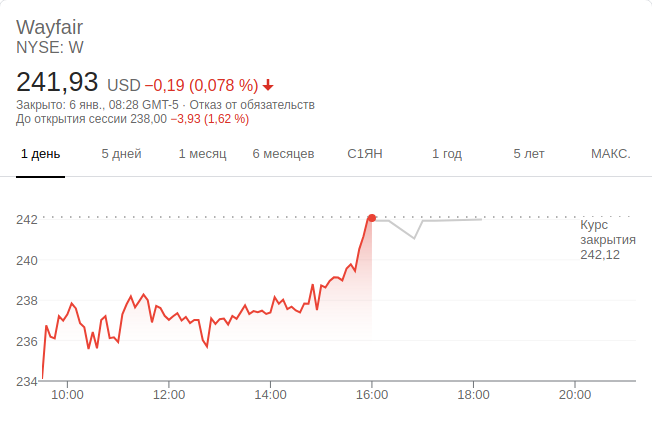 Wayfair
NYSE: W
241,93 USD −0,19 (0,078 %)
Закрыто: 6 янв., 08:28 GMT-5 · Отказ от обязательств
До открытия сессии 238,00 −3,93 (1,62 %)
1 день 5 дней 1 месяц 6 месяцев С1ЯН 1 год 5 лет МАКС.
242
Курс
закрытия
242,12
240
238
236
234
10:00 12:00 14:00 16:00 18:00 20:00